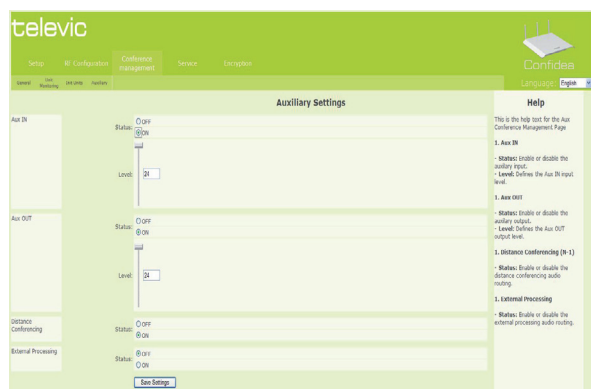 televic
Confidea
Setup RF Configuration Conference management Service Encryption
General Unit Monitoring Unit Units Auxiliary
Language: English
Auxiliary Settings
Aux IN
Status: OFF
ON
Level: 24
Aux OUT
Status: OFF
ON
Level: 24
Distance Conferencing
Status: OFF
ON
External Processing
Status: OFF
ON
Save Settings
Help
This is the help text for the Aux
Conference Management Page
1. Aux IN
- Status: Enable or disable the
auxilary input.
- Level: Defines the Aux IN input
level.
1. Aux OUT
- Status: Enable or disable the
auxilary output.
- Level: Defines the Aux OUT
output level.
1. Distance Conferencing (N-1)
- Status: Enable or disable the
distance conferencing audio
routing.
1. External Processing
- Status: Enable or disable the
external processing audio routing.